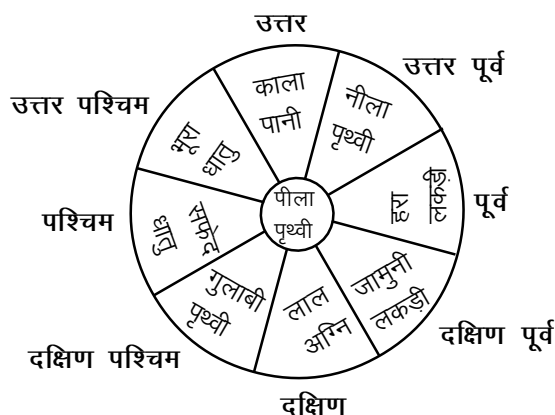 उत्तर
उत्तर पूर्व
पूर्व
दक्षिण पूर्व
दक्षिण
दक्षिण पश्चिम
पश्चिम
उत्तर पश्चिम
काला
पानी
नीला
पृथ्वी
हरा
लकड़ी
जामुनी
लकड़ी
लाल
अग्नि
गुलाबी
पृथ्वी
सफेद
धातु
भूरा
धातु
पीला
पृथ्वी